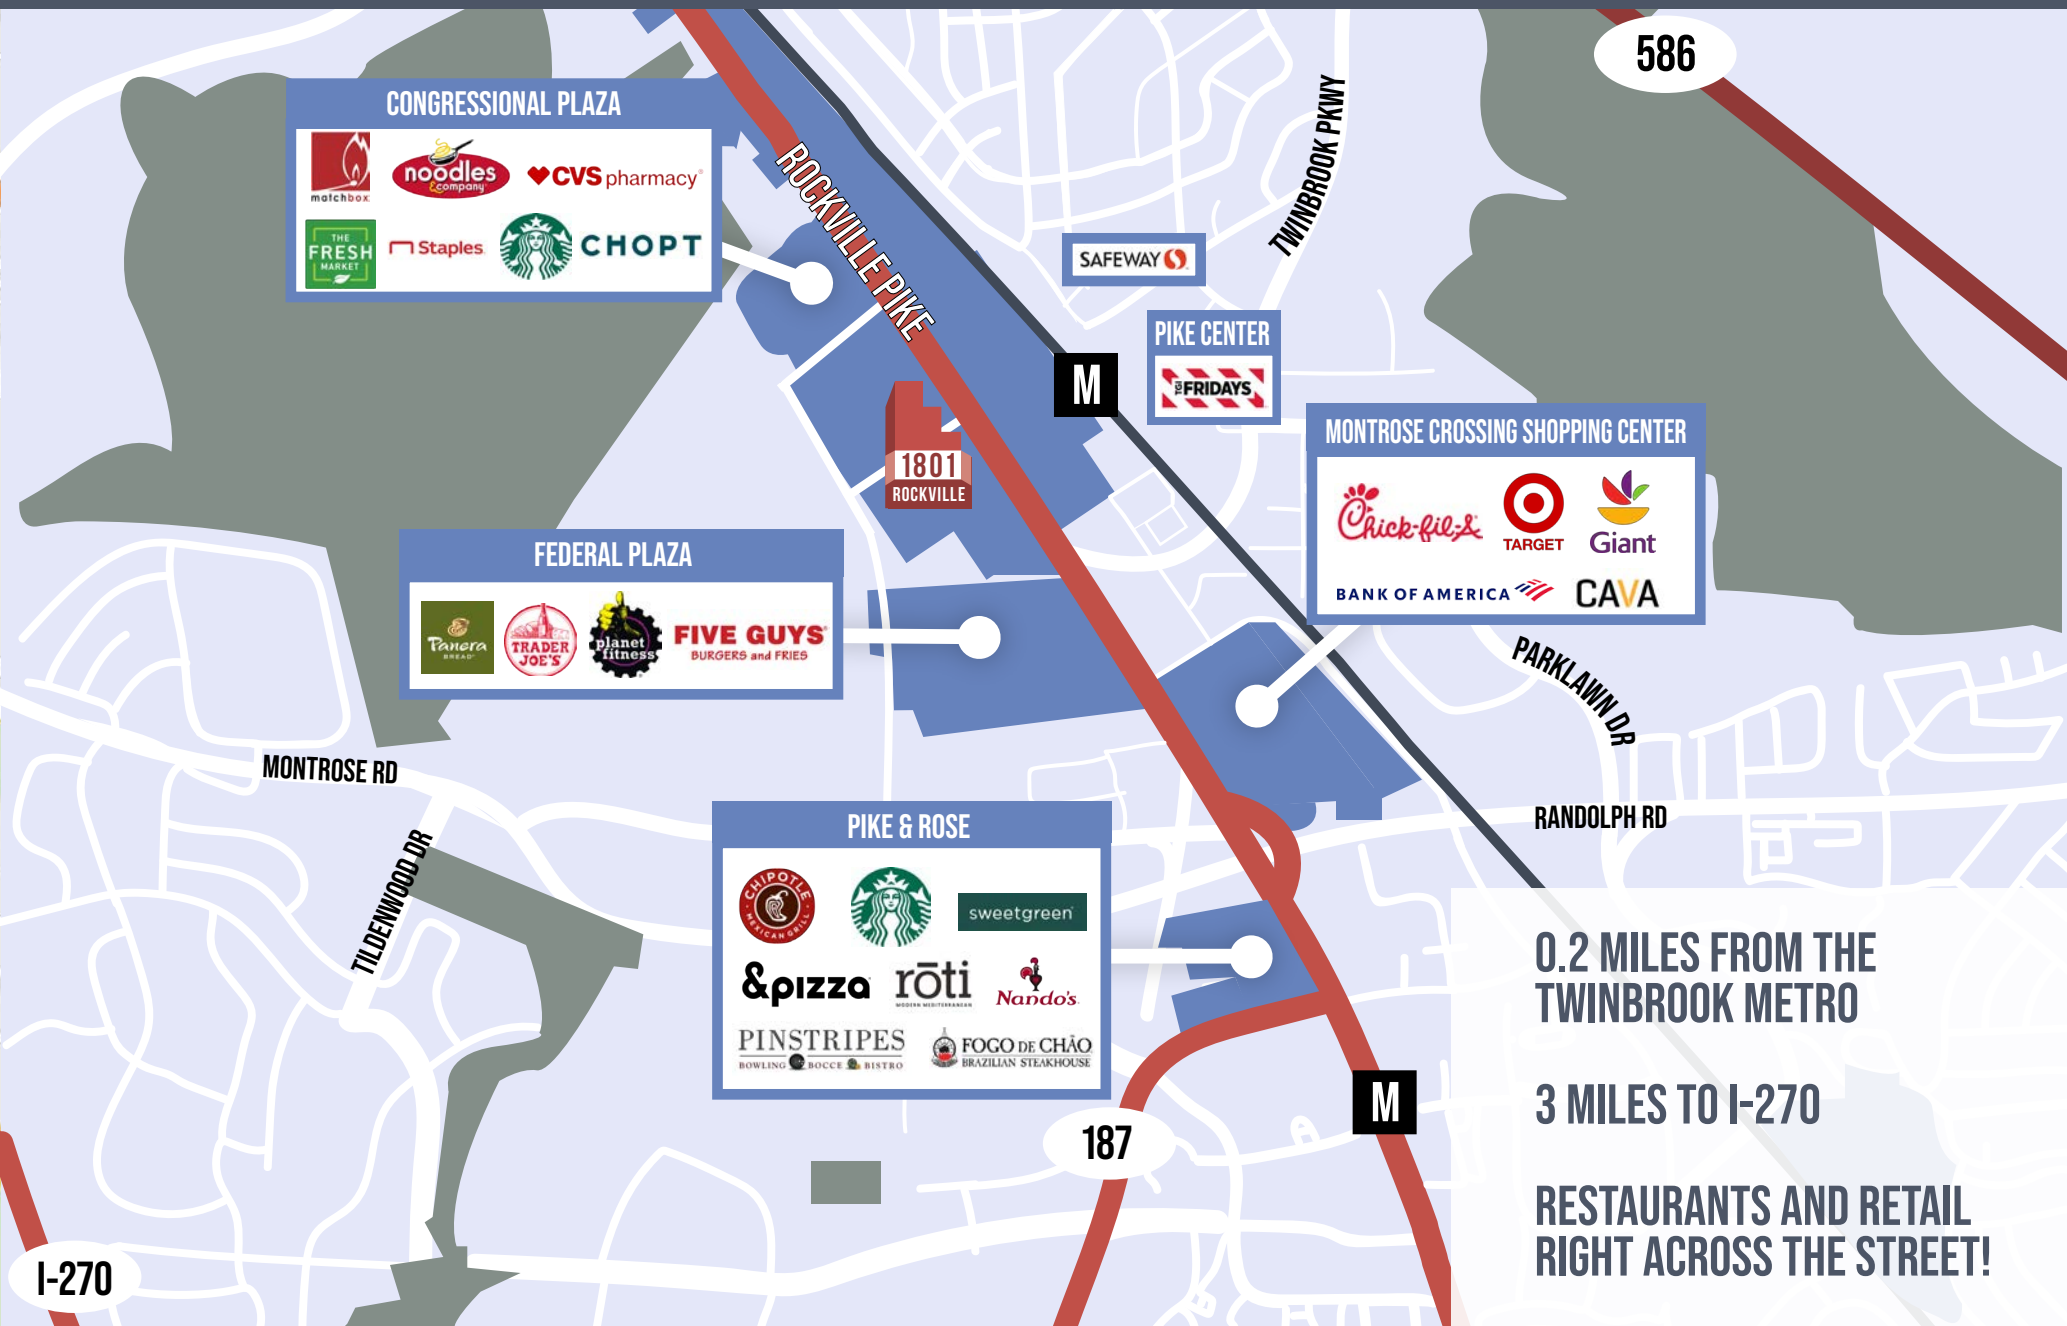 586
CONGRESSIONAL PLAZA
matchbox
noodles
&company
CVS pharmacy
THE
FRESH
MARKET
Staples
CHOPT
ROCKVILLE PIKE
TWINBROOK PKWY
SAFEWAY
PIKE CENTER
TGI
FRIDAYS
M
MONTROSE CROSSING SHOPPING CENTER
Chick-fil-A
TARGET
Giant
BANK OF AMERICA
CAVA
1801
ROCKVILLE
FEDERAL PLAZA
Panera
BREAD
TRADER
JOE'S
planet
fitness
FIVE GUYS
BURGERS and FRIES
PARKLAWN DR
MONTROSE RD
RANDOLPH RD
TILDENWOOD DR
PIKE & ROSE
CHIPOTLE
MEXICAN GRILL
sweetgreen
&pizza
rōti
MODERN MEDITERRANEAN
Nando's
PINSTRIPES
BOWLING BOCCE BISTRO
FOGO DE CHÃO
BRAZILIAN STEAKHOUSE
187
M
I-270
0.2 MILES FROM THE
TWINBROOK METRO
3 MILES TO I-270
RESTAURANTS AND RETAIL
RIGHT ACROSS THE STREET!